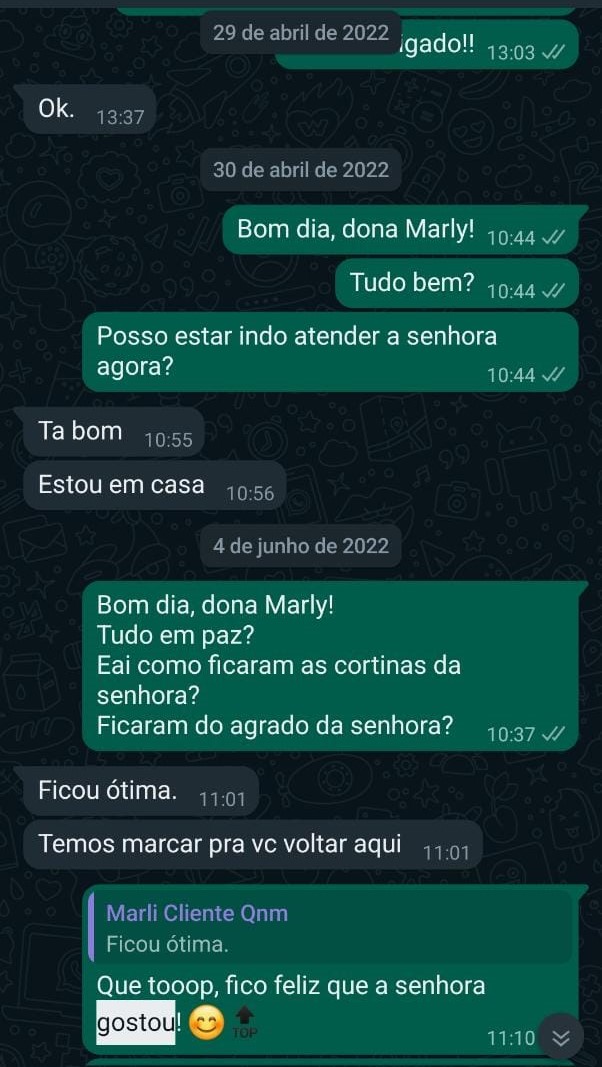 29 de abril de 2022
igado!! 13:03
Ok. 13:37
30 de abril de 2022
Bom dia, dona Marly! 10:44
Tudo bem? 10:44
Posso estar indo atender a senhora
agora? 10:44
Ta bom 10:55
Estou em casa 10:56
4 de junho de 2022
Bom dia, dona Marly!
Tudo em paz?
Eai como ficaram as cortinas da
senhora?
Ficaram do agrado da senhora? 10:37
Ficou ótima. 11:01
Temos marcar pra vc voltar aqui 11:01
Marli Cliente Qnm
Ficou ótima.
Que tooop, fico feliz que a senhora
gostou! 😊 🔝 11:10